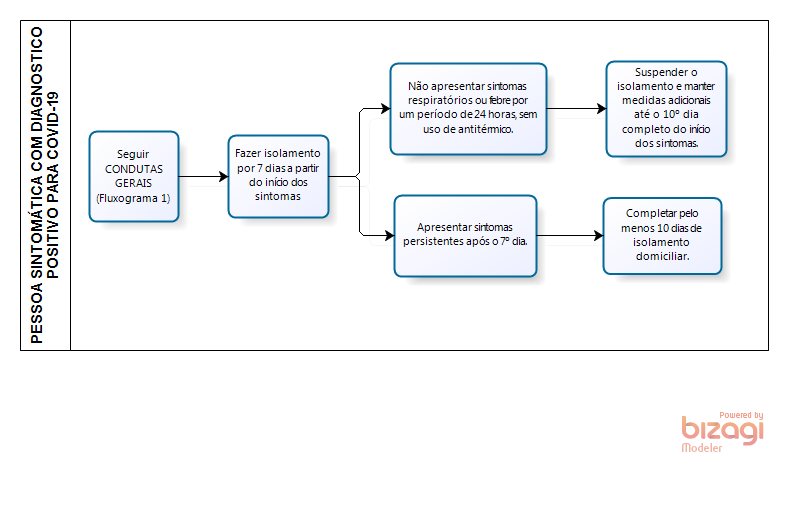 PESSOA SINTOMÁTICA COM DIAGNOSTICO
POSITIVO PARA COVID-19
Seguir
CONDUTAS
GERAIS
(Fluxograma 1)
Fazer isolamento
por 7 dias a partir
do início dos
sintomas
Não apresentar sintomas
respiratórios ou febre por
um período de 24 horas, sem
uso de antitérmico.
Suspender o
isolamento e manter
medidas adicionais
até o 10º dia
completo do início
dos sintomas.
Apresentar sintomas
persistentes após o 7º dia.
Completar pelo
menos 10 dias de
isolamento
domiciliar.
Powered by
bizagi
Modeler